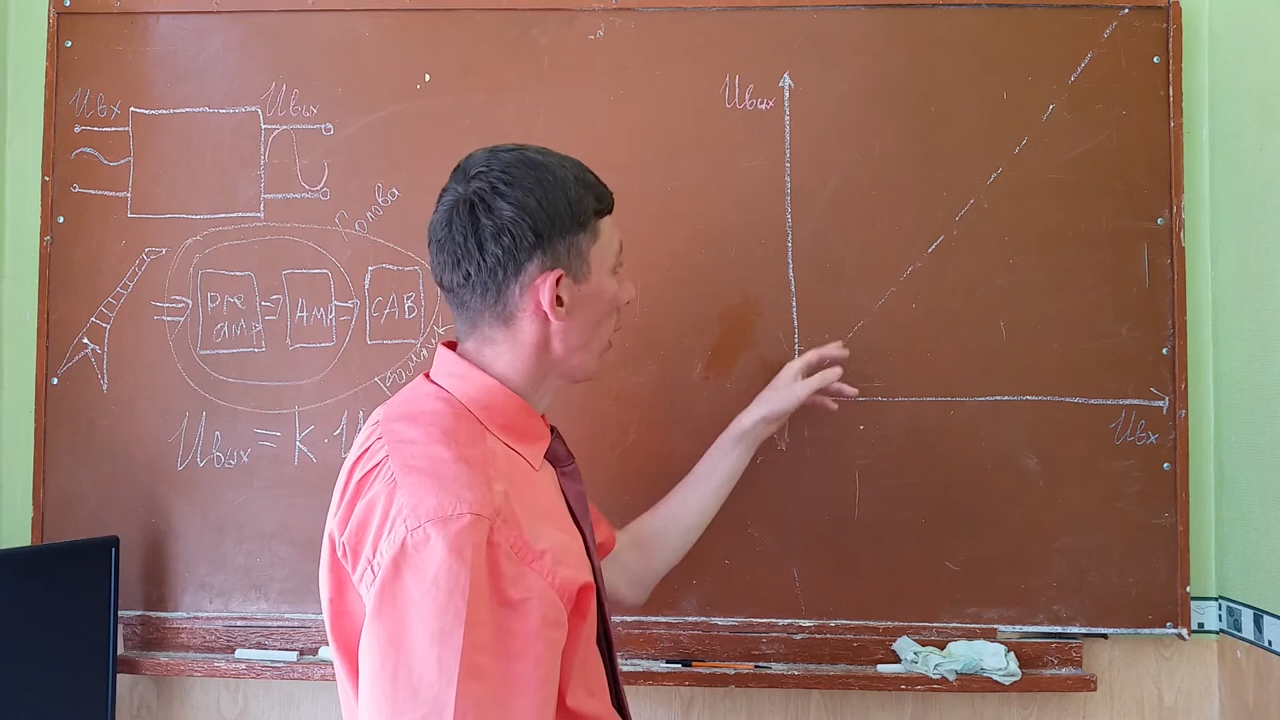 Uвх
Uвых
Голова
pre
amp
AMP
CAB
Uвых = k · U
Uвых
Uвх